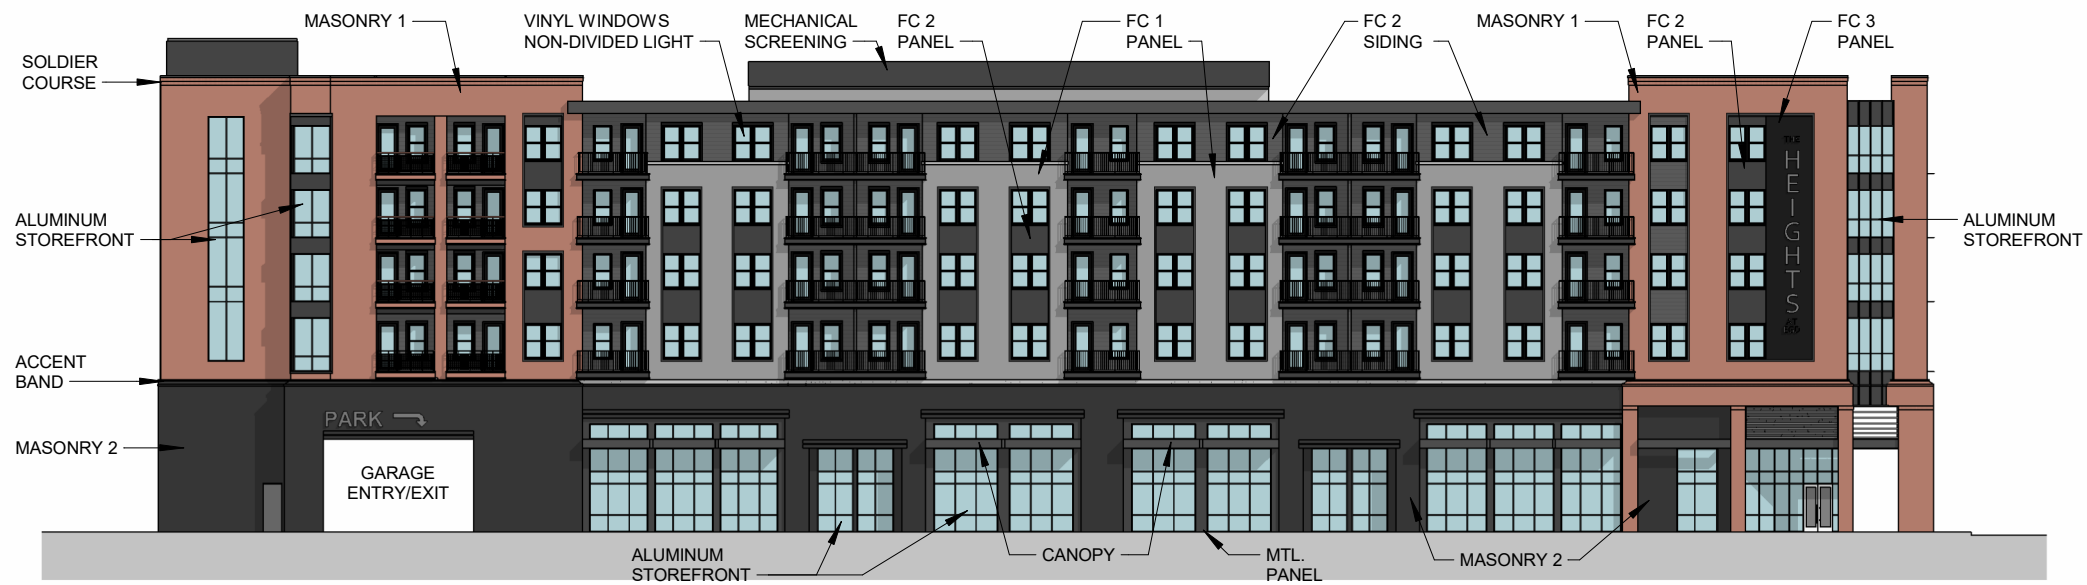 MASONRY 1
VINYL WINDOWS
NON-DIVIDED LIGHT
MECHANICAL
SCREENING
FC 2
PANEL
FC 1
PANEL
FC 2
SIDING
MASONRY 1
FC 2
PANEL
FC 3
PANEL
SOLDIER
COURSE
THE
HEIGHTS
AT
ALUMINUM
STOREFRONT
ALUMINUM
STOREFRONT
ACCENT
BAND
PARK
MASONRY 2
GARAGE
ENTRY/EXIT
ALUMINUM
STOREFRONT
CANOPY
MTL.
PANEL
MASONRY 2